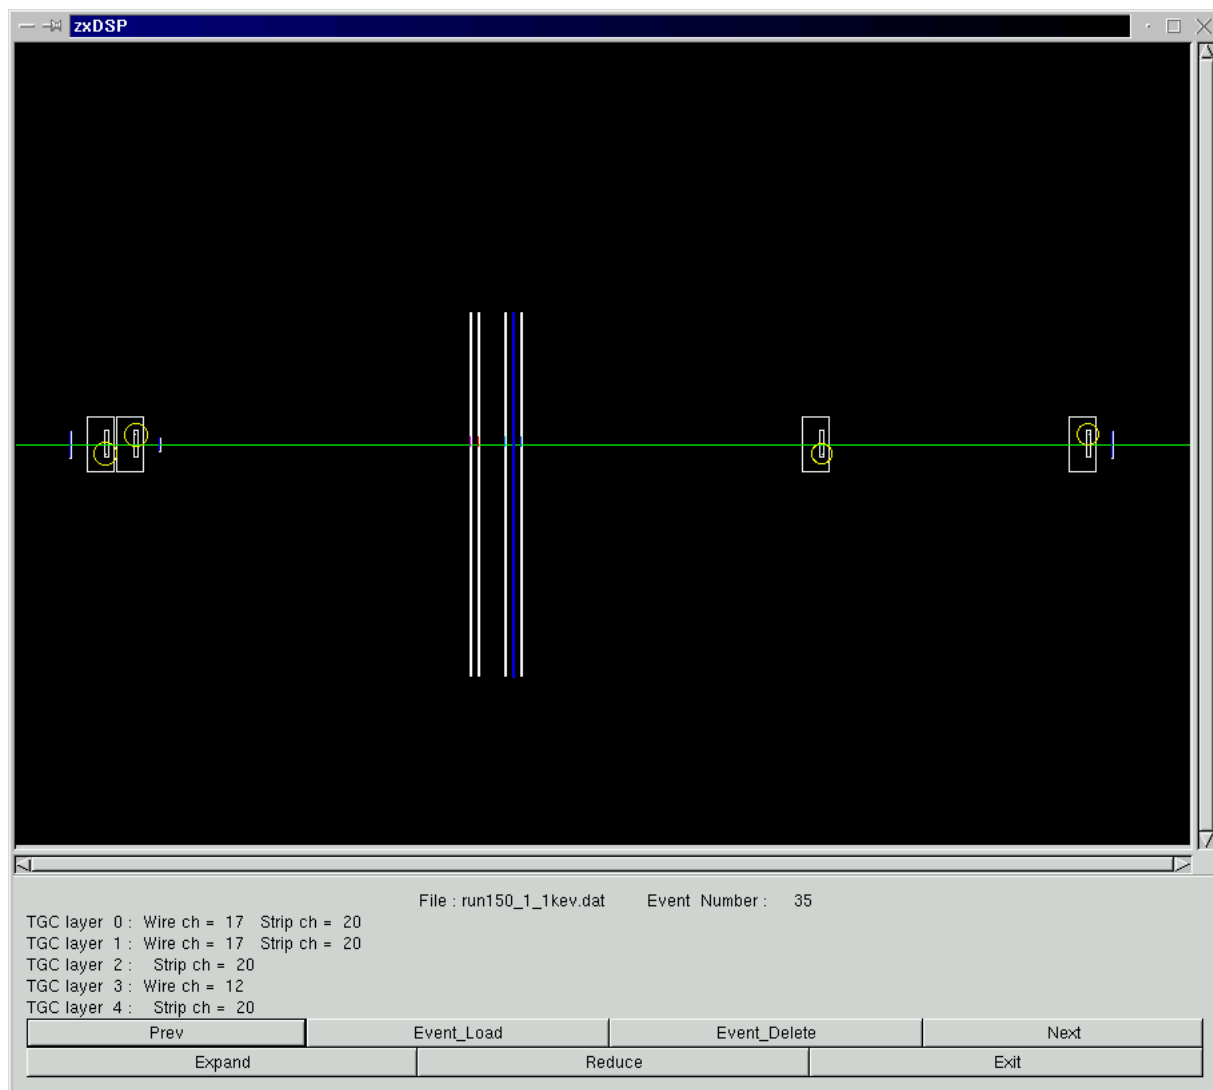 zxDSP
File : run150_1_1kev.dat Event Number : 35
TGC layer 0 : Wire ch = 17 Strip ch = 20
TGC layer 1 : Wire ch = 17 Strip ch = 20
TGC layer 2 : Strip ch = 20
TGC layer 3 : Wire ch = 12
TGC layer 4 : Strip ch = 20
Prev Event_Load Event_Delete Next
Expand Reduce Exit